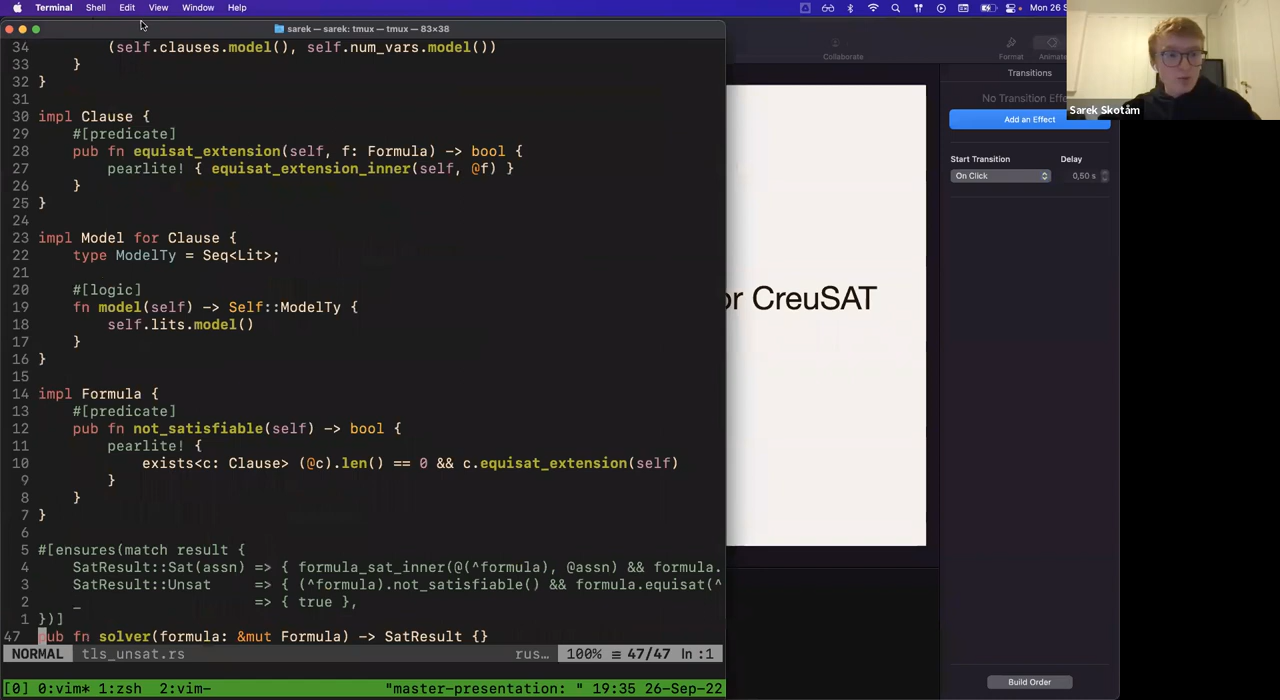 Terminal Shell Edit View Window Help
Mon 26 S
sarek — sarek: tmux — tmux — 83×38
34 (self.clauses.model(), self.num_vars.model())
33 }
32 }
31
30 impl Clause {
29 #[predicate]
28 pub fn equisat_extension(self, f: Formula) -> bool {
27 pearlite! { equisat_extension_inner(self, @f) }
26 }
25 }
24
23 impl Model for Clause {
22 type ModelTy = Seq<Lit>;
21
20 #[logic]
19 fn model(self) -> Self::ModelTy {
18 self.lits.model()
17 }
16 }
15
14 impl Formula {
13 #[predicate]
12 pub fn not_satisfiable(self) -> bool {
11 pearlite! {
10 exists<c: Clause> (@c).len() == 0 && c.equisat_extension(self)
9 }
8 }
7 }
6
5 #[ensures(match result {
4 SatResult::Sat(assn) => { formula_sat_inner(@(^formula), @assn) && formula.
3 SatResult::Unsat => { (^formula).not_satisfiable() && formula.equisat(^
2 _ => { true },
1 })]
47 pub fn solver(formula: &mut Formula) -> SatResult {}
NORMAL tls_unsat.rs rus… 100% ≡ 47/47 ln :1
[0] 0:vim* 1:zsh 2:vim- "master-presentation: " 19:35 26-Sep-22
or CreuSAT
Collaborate
Format
Animate
Transitions
No Transition Effe
Add an Effect
Start Transition
Delay
On Click
0,50 s
Build Order
Sarek Skotåm